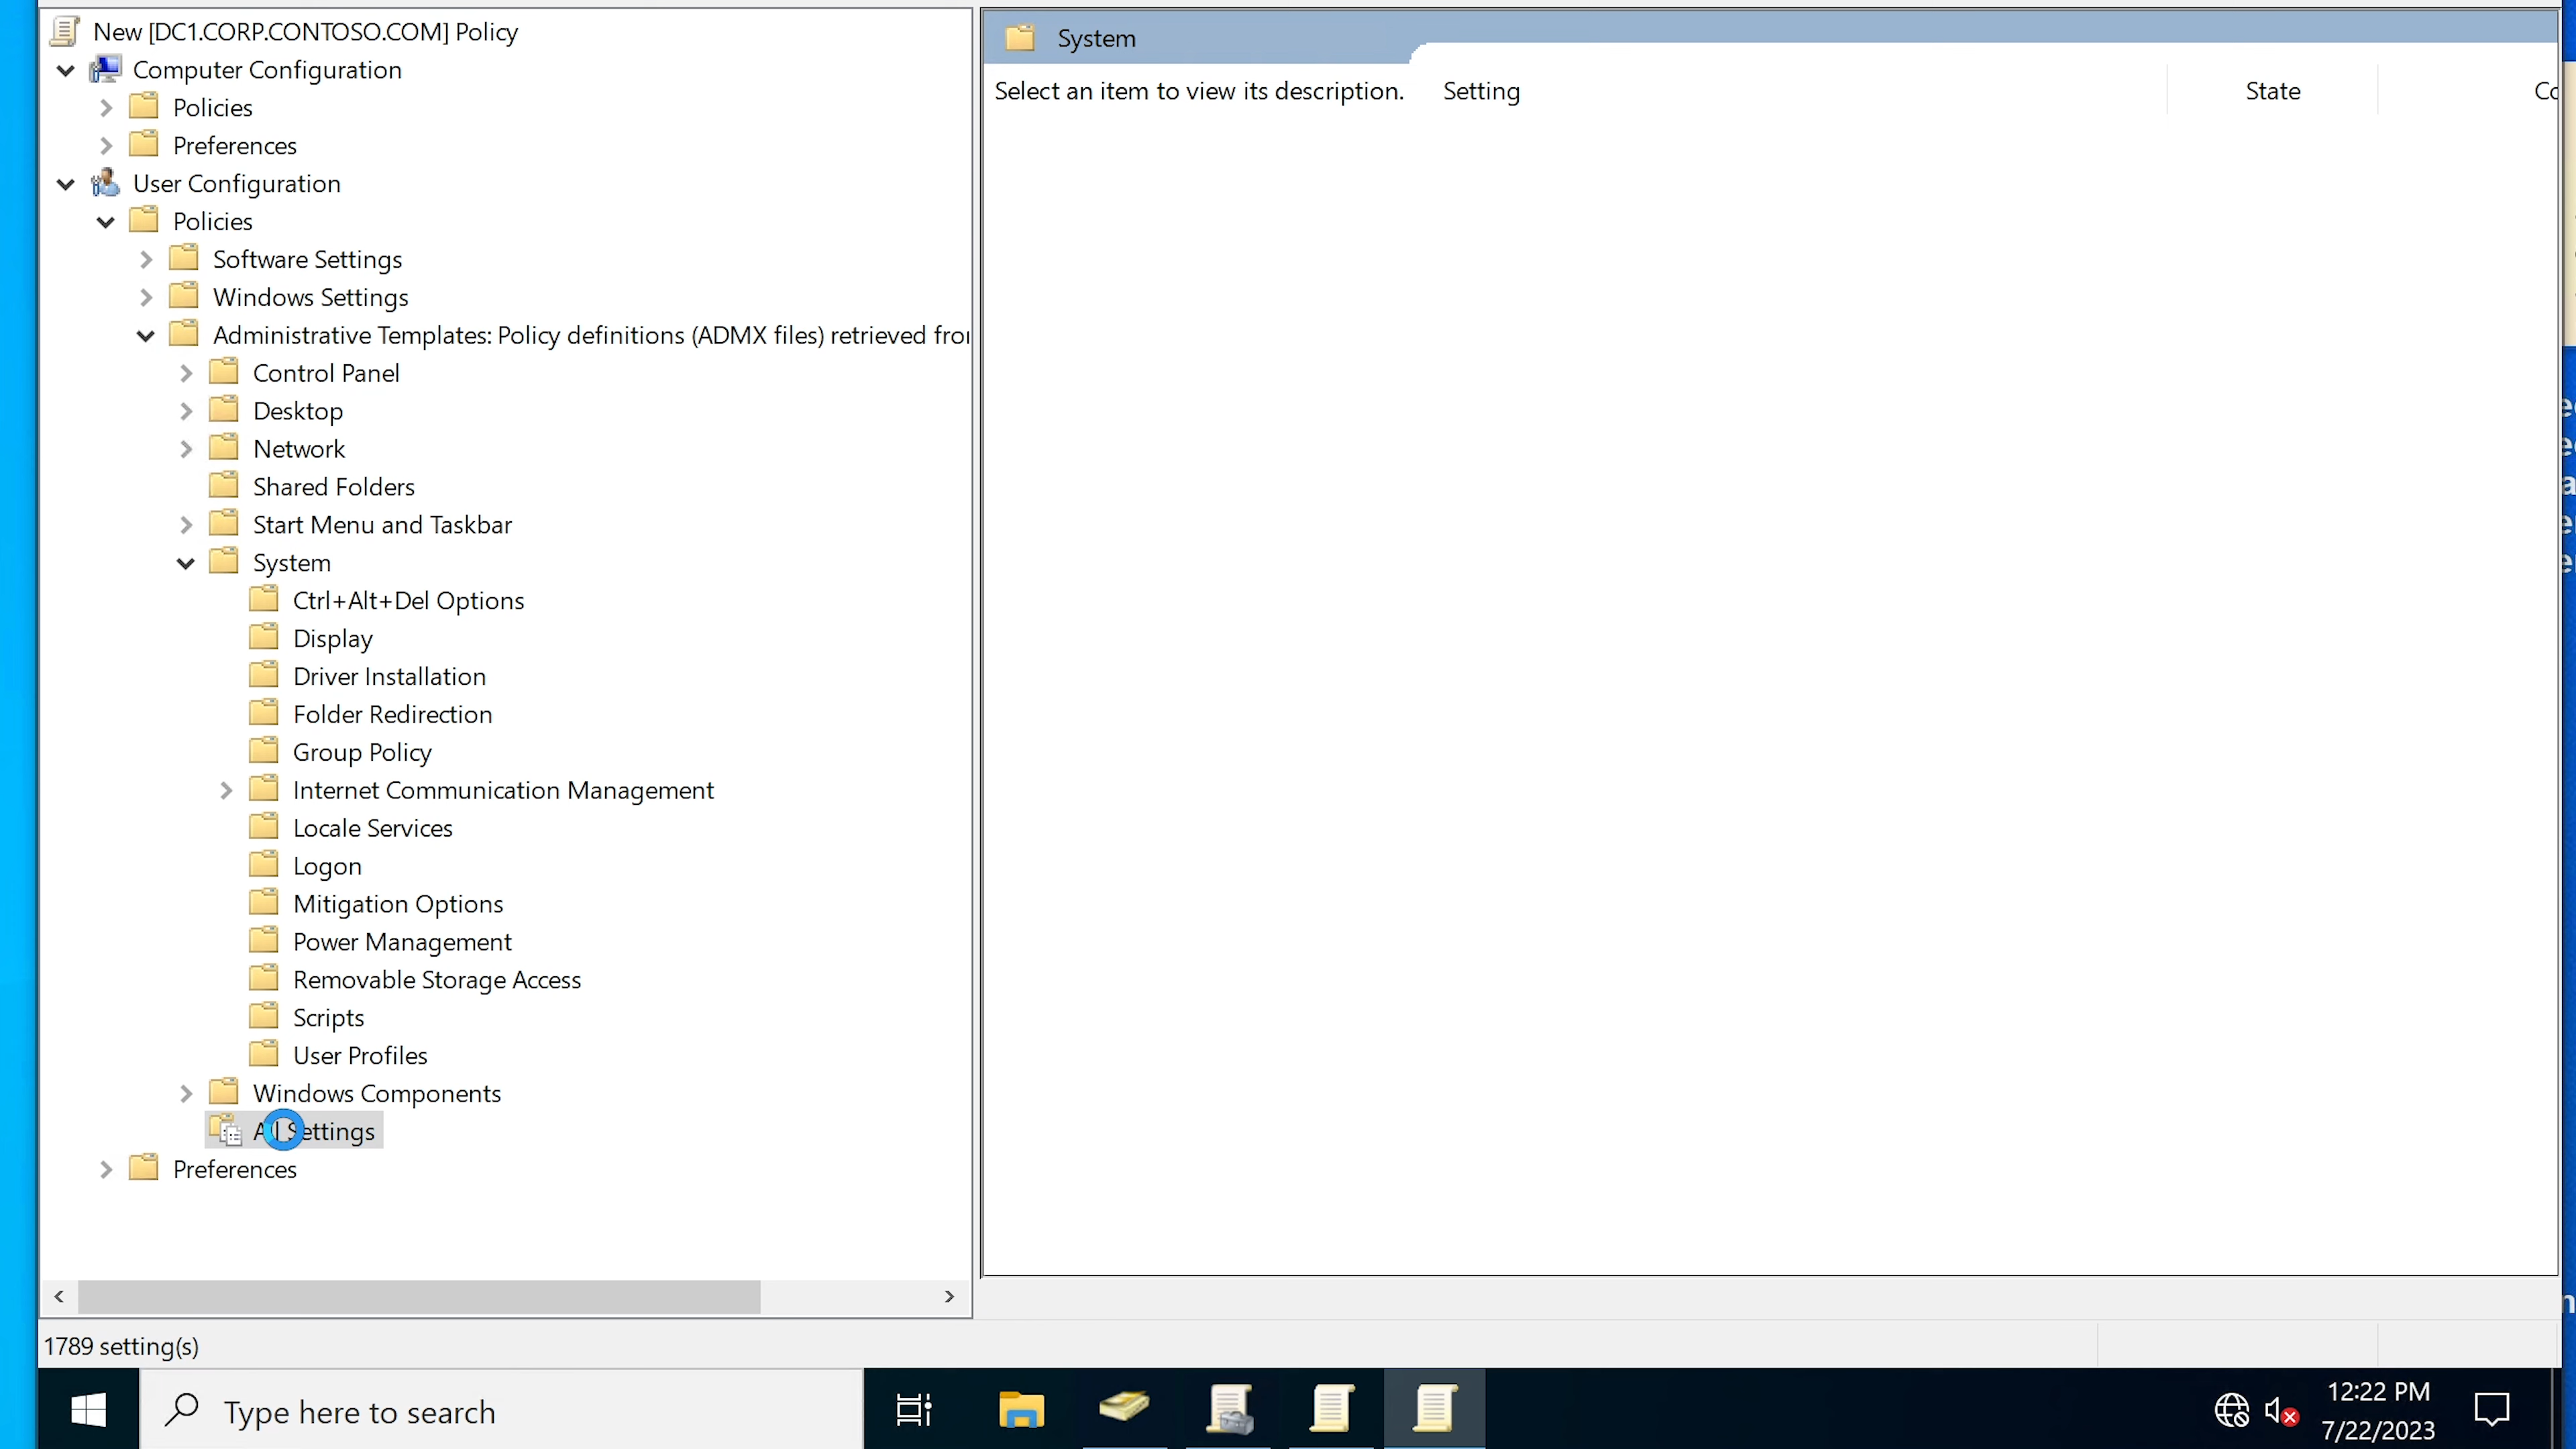 New [DC1.CORP.CONTOSO.COM] Policy
Computer Configuration
Policies
Preferences
User Configuration
Policies
Software Settings
Windows Settings
Administrative Templates: Policy definitions (ADMX files) retrieved
Control Panel
Desktop
Network
Shared Folders
Start Menu and Taskbar
System
Ctrl+Alt+Del Options
Display
Driver Installation
Folder Redirection
Group Policy
Internet Communication Management
Locale Services
Logon
Mitigation Options
Power Management
Removable Storage Access
Scripts
User Profiles
Windows Components
All Settings
Preferences
System
Select an item to view its description.
Setting
State
1789 setting(s)
Type here to search
12:22 PM
7/22/2023